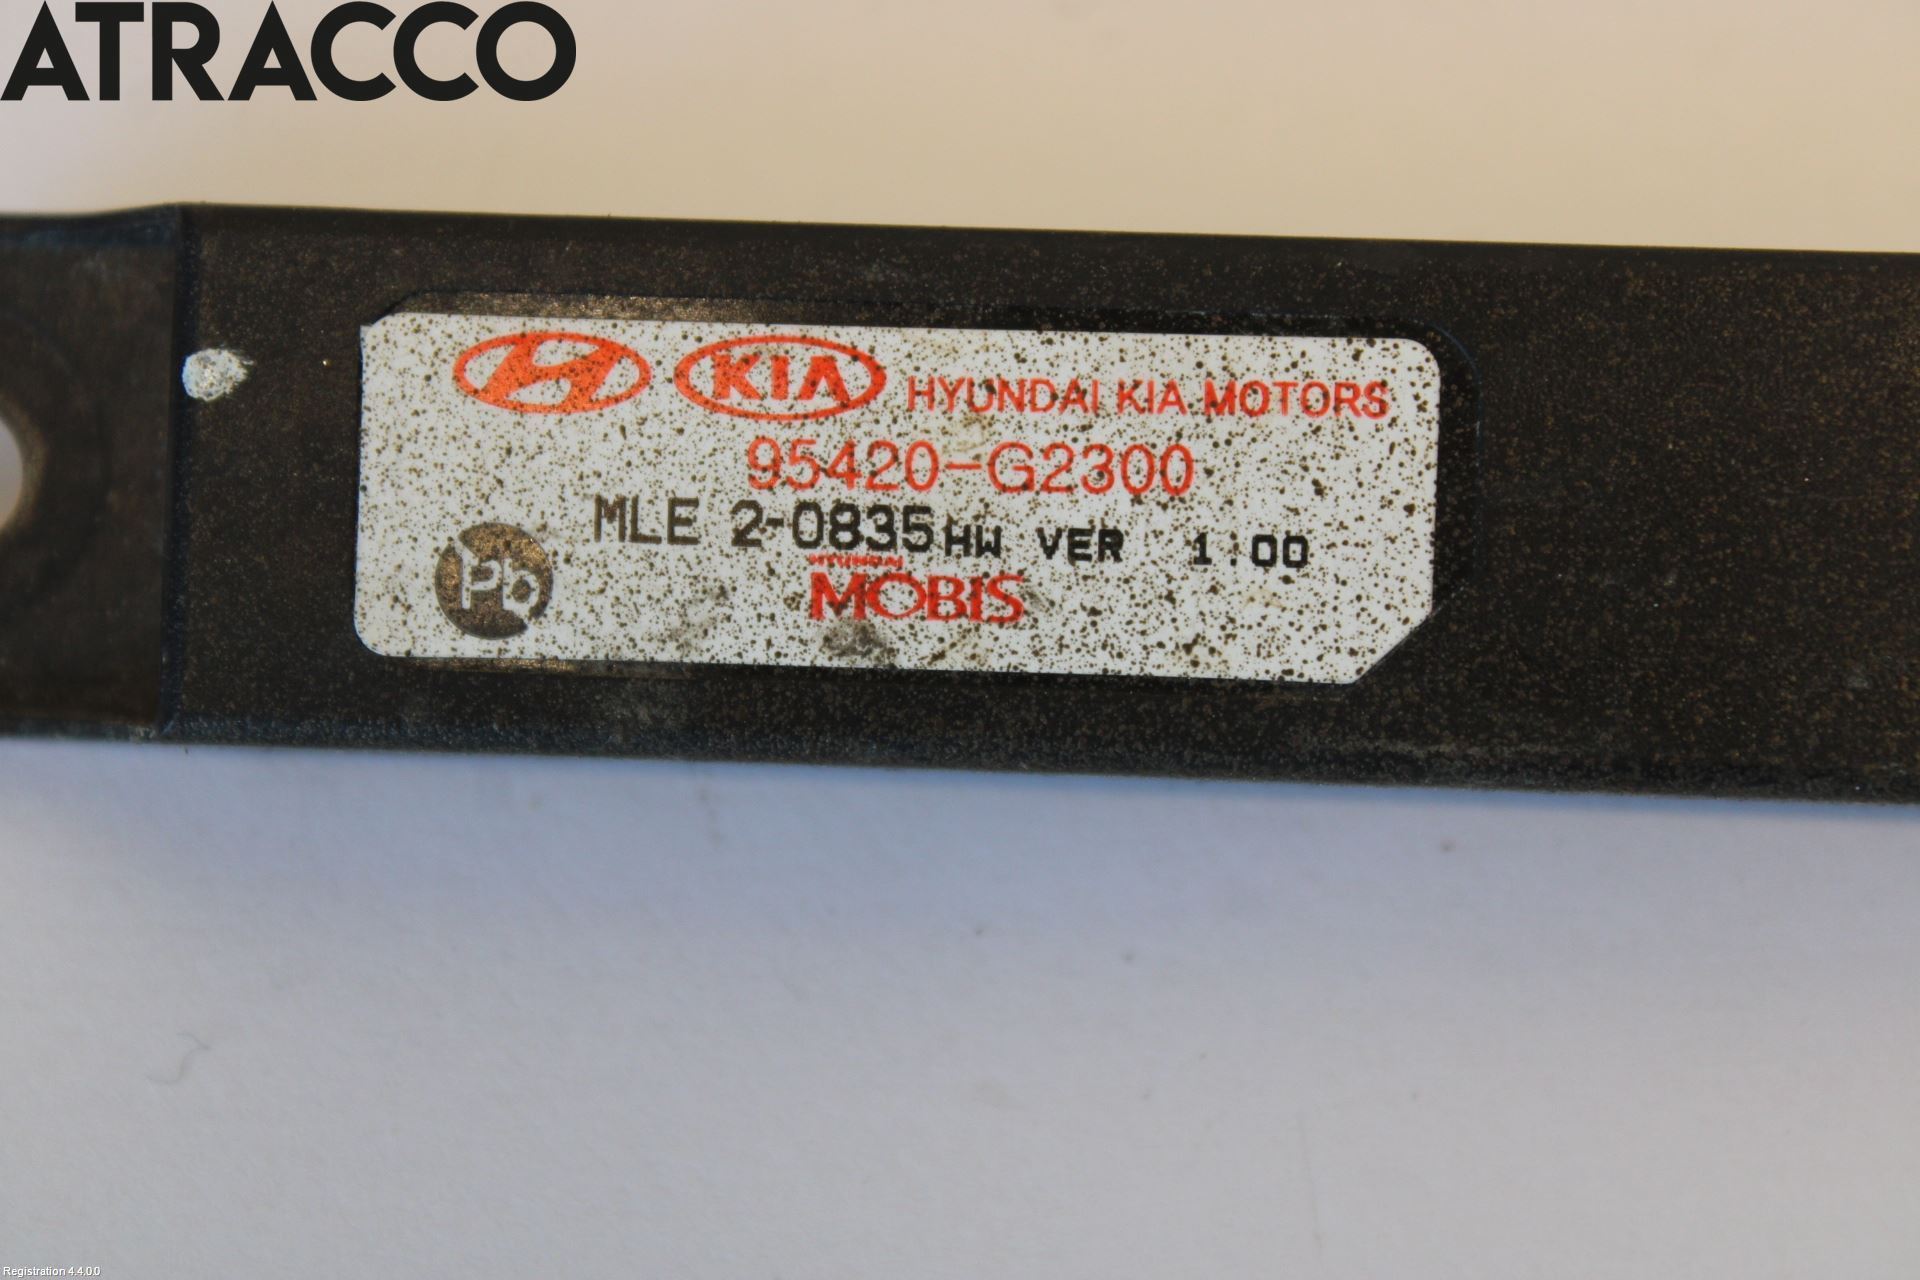 ATRACCO
KIA HYUNDAI KIA MOTORS
95420-G2300
MLE 2-0835 HW VER 1.00
Pb
HYUNDAI
MOBIS
Registration 4.4.0.0